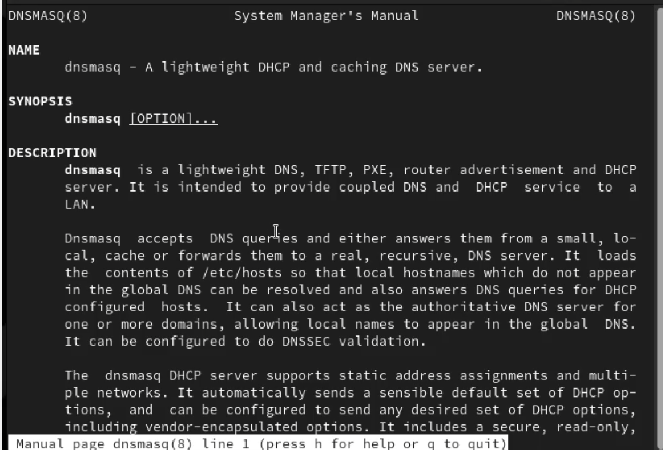 DNSMASQ(8) System Manager's Manual DNSMASQ(8)
NAME
dnsmasq - A lightweight DHCP and caching DNS server.
SYNOPSIS
dnsmasq [OPTION]...
DESCRIPTION
dnsmasq is a lightweight DNS, TFTP, PXE, router advertisement and DHCP
server. It is intended to provide coupled DNS and DHCP service to a
LAN.
Dnsmasq accepts DNS queries and either answers them from a small, lo-
cal, cache or forwards them to a real, recursive, DNS server. It loads
the contents of /etc/hosts so that local hostnames which do not appear
in the global DNS can be resolved and also answers DNS queries for DHCP
configured hosts. It can also act as the authoritative DNS server for
one or more domains, allowing local names to appear in the global DNS.
It can be configured to do DNSSEC validation.
The dnsmasq DHCP server supports static address assignments and multi-
ple networks. It automatically sends a sensible default set of DHCP op-
tions, and can be configured to send any desired set of DHCP options,
including vendor-encapsulated options. It includes a secure, read-only,
Manual page dnsmasq(8) line 1 (press h for help or q to quit)